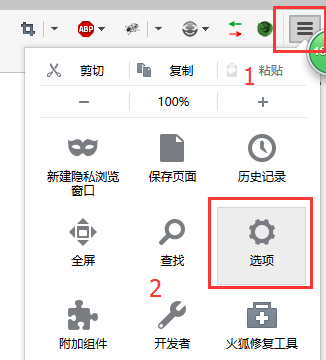 ABP
剪切
复制
粘贴
1
100%
新建隐私浏览
窗口
保存页面
历史记录
全屏
查找
选项
2
附加组件
开发者
火狐修复工具